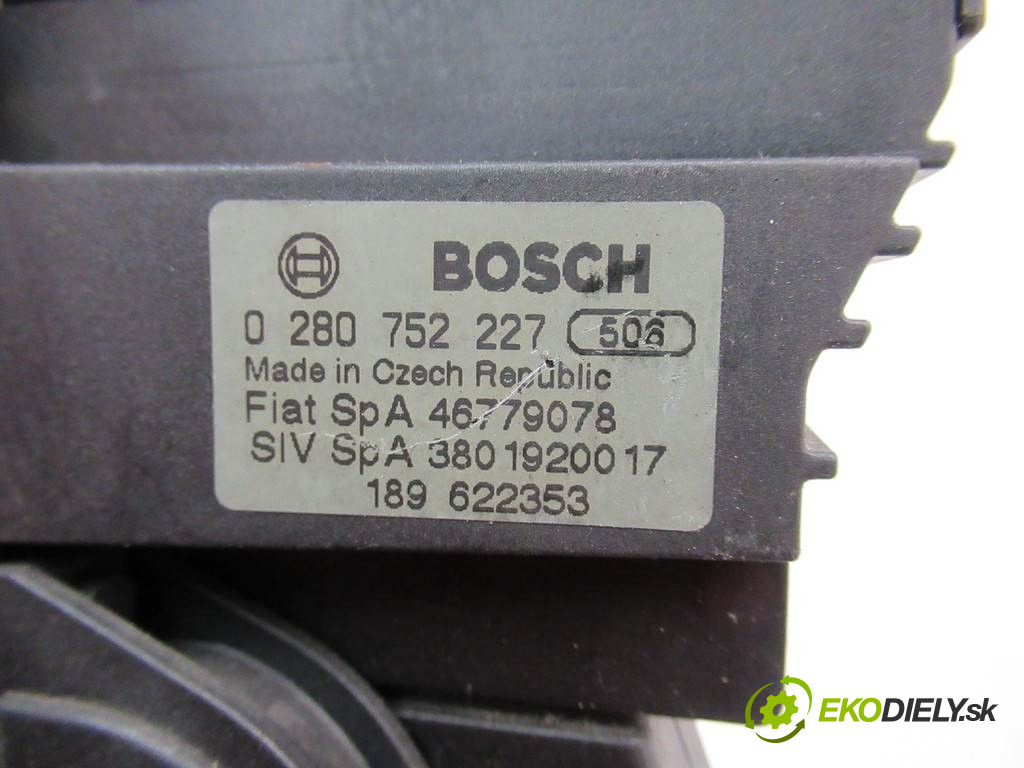 BOSCH
0 280 752 227 506
Made in Czech Republic
Fiat SpA 46779078
SIV SpA 3801920017
189 622353
EKODIELY.sk